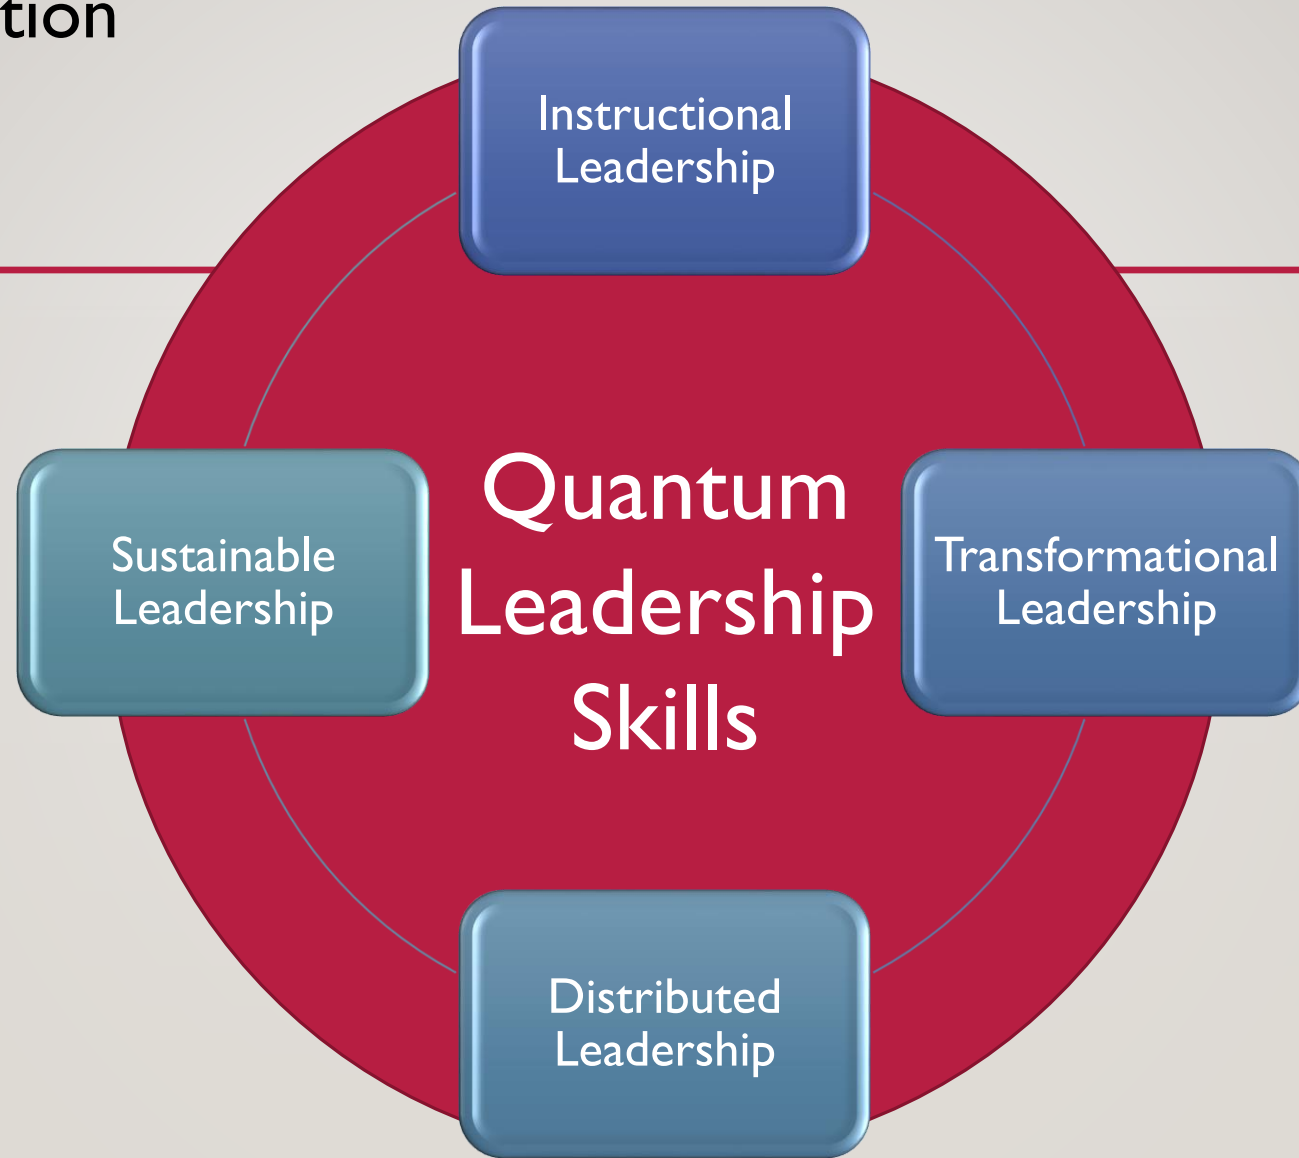 tion
Instructional
Leadership
Quantum
Leadership
Skills
Sustainable
Leadership
Transformational
Leadership
Distributed
Leadership